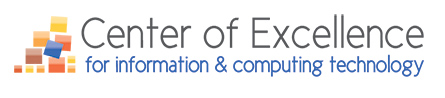 Center of Excellence
for information & computing technology